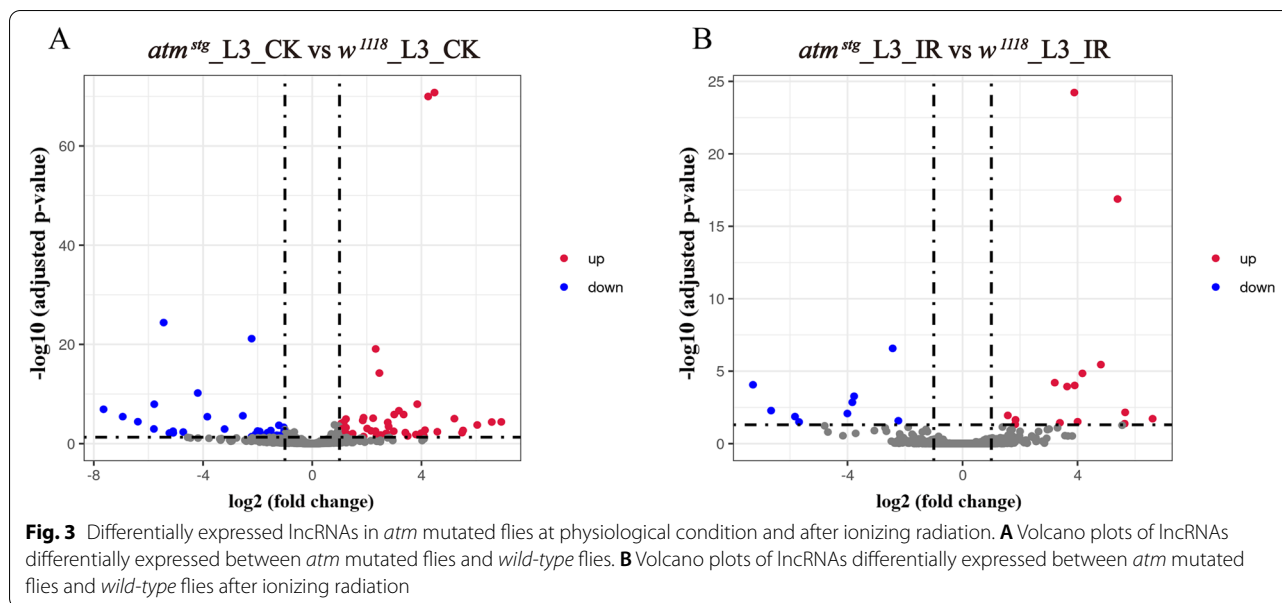 A
atm stg_L3_CK vs w 1118_L3_CK
-log10 (adjusted p-value)
60
40
20
0
-8 -4 0 4
log2 (fold change)
up
down
B
atm stg_L3_IR vs w 1118_L3_IR
-log10 (adjusted p-value)
25
20
15
10
5
0
-4 0 4
log2 (fold change)
up
down
Fig. 3 Differentially expressed lncRNAs in atm mutated flies at physiological condition and after ionizing radiation. A Volcano plots of lncRNAs
differentially expressed between atm mutated flies and wild-type flies. B Volcano plots of lncRNAs differentially expressed between atm mutated
flies and wild-type flies after ionizing radiation